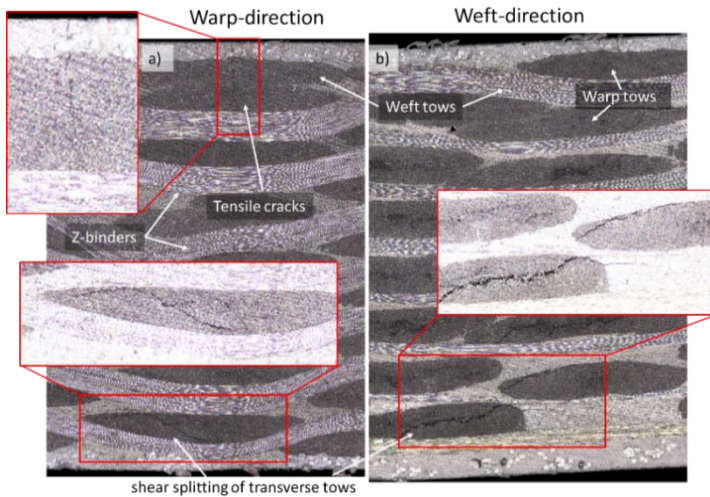 Warp-direction
Weft-direction
a)
b)
Weft tows
Warp tows
Tensile cracks
Z-binders
shear splitting of transverse tows